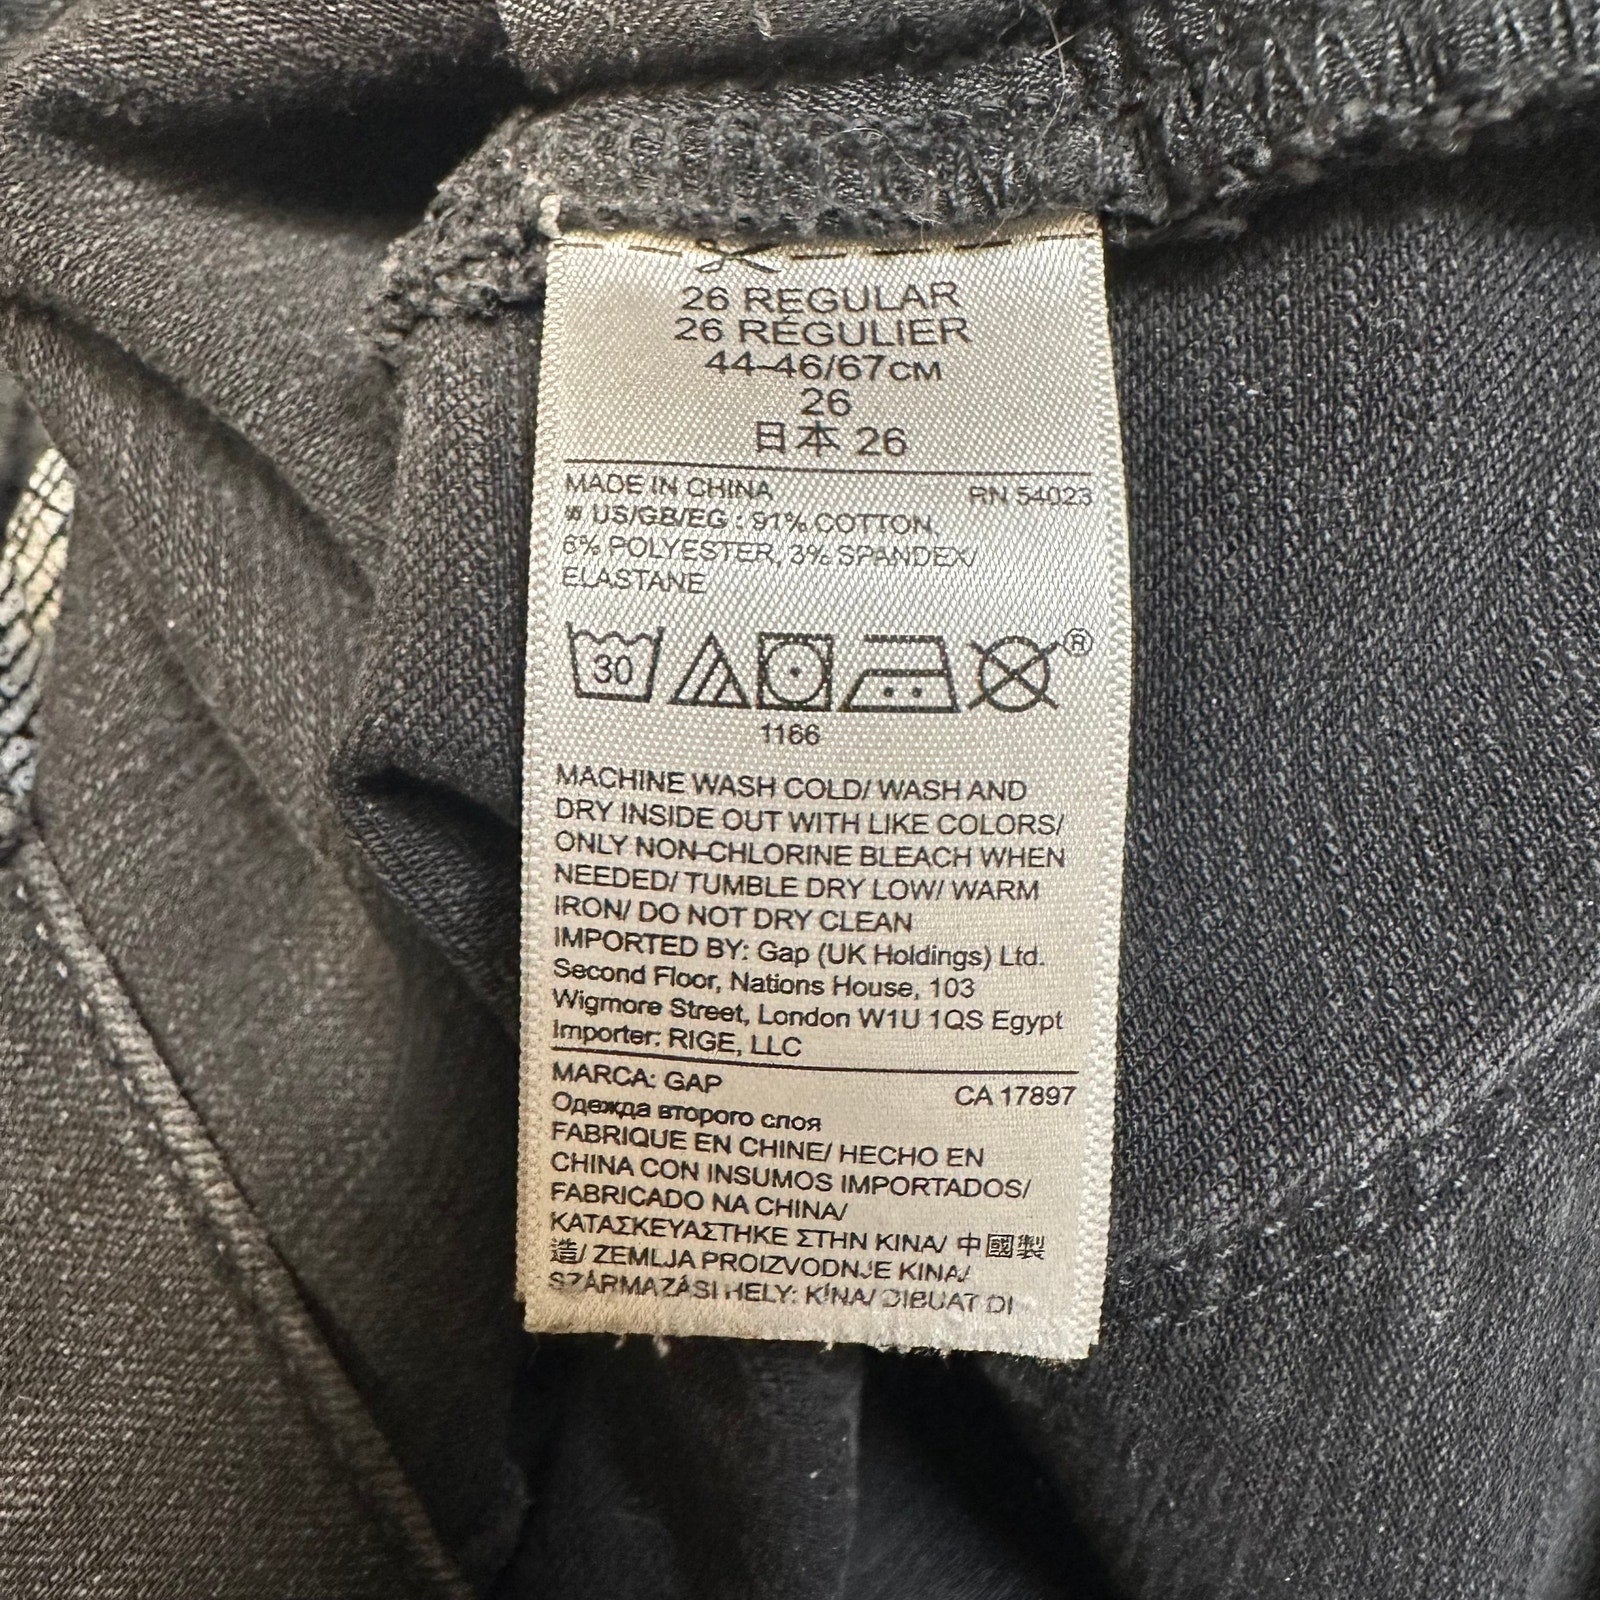 26 REGULAR
26 RÉGULIER
44-46/67CM
26
日本 26
MADE IN CHINA RN 54023
US/GB/EG : 91% COTTON,
6% POLYESTER, 3% SPANDEX/
ELASTANE
30
®
1166
MACHINE WASH COLD/ WASH AND
DRY INSIDE OUT WITH LIKE COLORS/
ONLY NON-CHLORINE BLEACH WHEN
NEEDED/ TUMBLE DRY LOW/ WARM
IRON/ DO NOT DRY CLEAN
IMPORTED BY: Gap (UK Holdings) Ltd.
Second Floor, Nations House, 103
Wigmore Street, London W1U 1QS Egypt
Importer: RIGE, LLC
MARCA: GAP CA 17897
Одежда второго слоя
FABRIQUE EN CHINE/ HECHO EN
CHINA CON INSUMOS IMPORTADOS/
FABRICADO NA CHINA/
ΚΑΤΑΣΚΕΥΑΣΤΗΚΕ ΣΤΗΝ ΚΙΝΑ/ 中國製
造/ ZEMLJA PROIZVODNJE KINA/
SZÁRMAZÁSI HELY: KÍNA/ DIBUAT DI